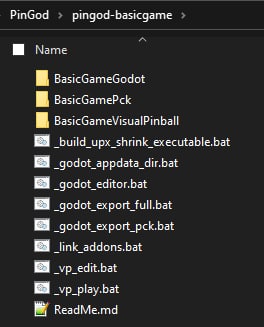 PinGod > pingod-basicgame
Name
BasicGameGodot
BasicGamePck
BasicGameVisualPinball
_build_upx_shrink_executable.bat
_godot_appdata_dir.bat
_godot_editor.bat
_godot_export_full.bat
_godot_export_pck.bat
_link_addons.bat
_vp_edit.bat
_vp_play.bat
ReadMe.md